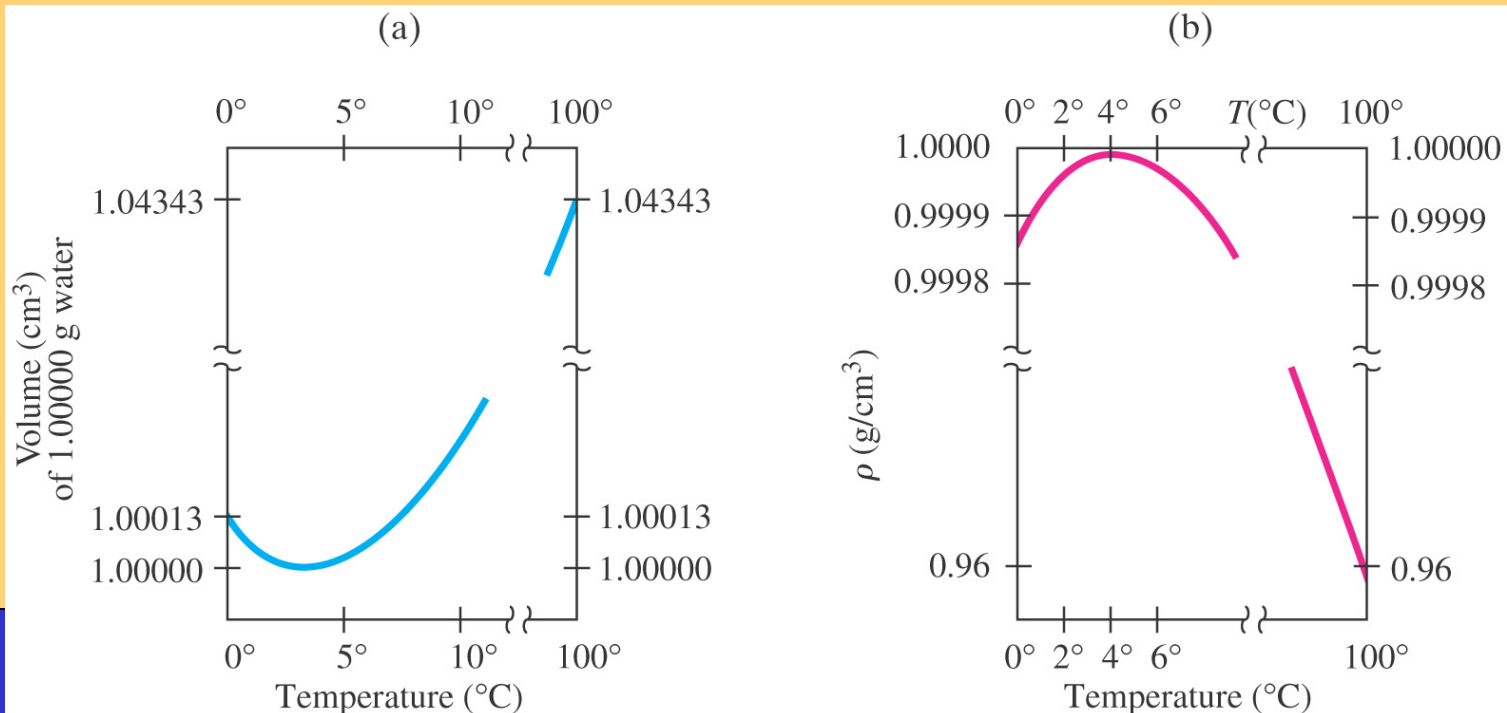 (a)
0° 5° 10° 100°
1.04343 1.04343
Volume (cm³)
of 1.00000 g water
1.00013 1.00013
1.00000 1.00000
0° 5° 10° 100°
Temperature (°C)
(b)
0° 2° 4° 6° T(°C) 100°
1.0000 1.00000
0.9999 0.9999
0.9998 0.9998
ρ (g/cm³)
0.96 0.96
0° 2° 4° 6° 100°
Temperature (°C)